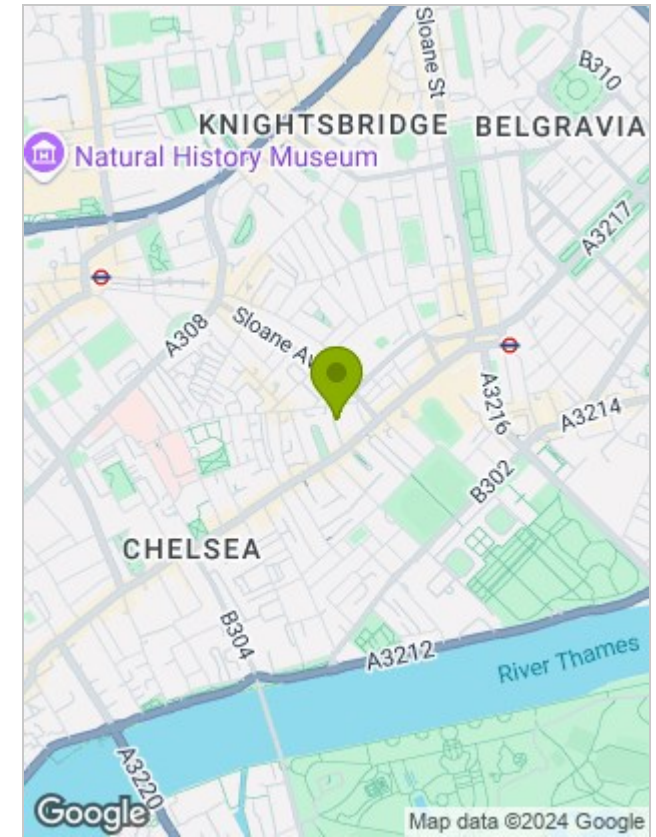 Sloane St
B310
KNIGHTSBRIDGE
BELGRAVIA
Natural History Museum
A3217
A308
Sloane Av
A3216
A3214
B302
CHELSEA
B304
A3212
River Thames
A3220
Google
Map data ©2024 Google